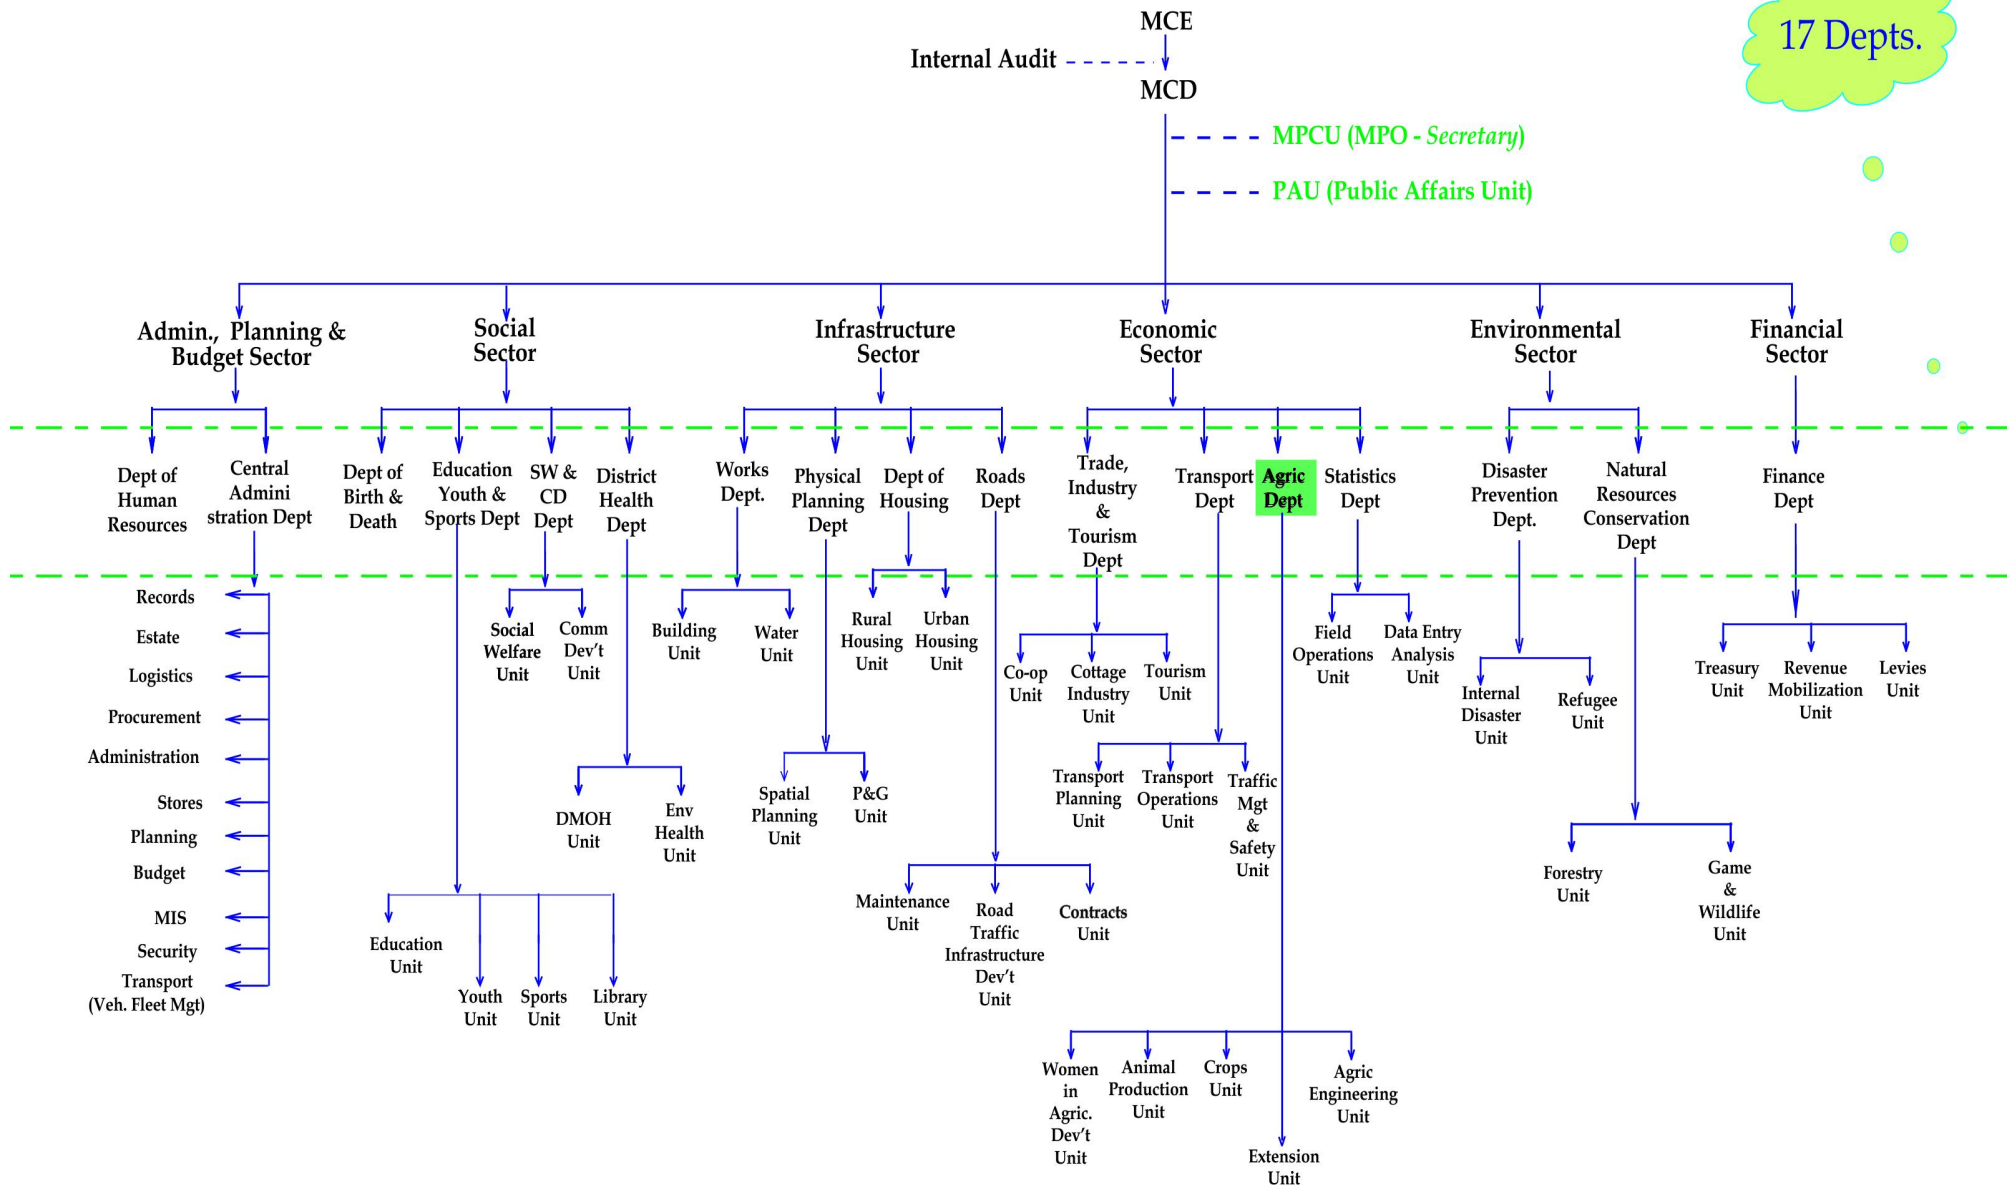 MCE
17 Depts.
Internal Audit
MCD
MPCU (MPO - Secretary)
PAU (Public Affairs Unit)
Admin., Planning &
Budget Sector
Social
Sector
Infrastructure
Sector
Economic
Sector
Environmental
Sector
Financial
Sector
Dept of
Human
Resources
Central
Admini
stration Dept
Dept of
Birth &
Death
Education
Youth &
Sports Dept
SW &
CD
Dept
District
Health
Dept
Works
Dept.
Physical
Planning
Dept
Dept of
Housing
Roads
Dept
Trade,
Industry
&
Tourism
Dept
Transport
Dept
Agric
Dept
Statistics
Dept
Disaster
Prevention
Dept.
Natural
Resources
Conservation
Dept
Finance
Dept
Records
Estate
Logistics
Procurement
Administration
Stores
Planning
Budget
MIS
Security
Transport
(Veh. Fleet Mgt)
Social
Welfare
Unit
Comm
Dev't
Unit
Building
Unit
Water
Unit
Rural
Housing
Unit
Urban
Housing
Unit
Co-op
Unit
Cottage
Industry
Unit
Tourism
Unit
Field
Operations
Unit
Data Entry
Analysis
Unit
Internal
Disaster
Unit
Refugee
Unit
Treasury
Unit
Revenue
Mobilization
Unit
Levies
Unit
DMOH
Unit
Env
Health
Unit
Spatial
Planning
Unit
P&G
Unit
Transport
Planning
Unit
Transport
Operations
Unit
Traffic
Mgt
&
Safety
Unit
Forestry
Unit
Game
&
Wildlife
Unit
Maintenance
Unit
Road
Traffic
Infrastructure
Dev't
Unit
Contracts
Unit
Education
Unit
Youth
Unit
Sports
Unit
Library
Unit
Women
in
Agric.
Dev't
Unit
Animal
Production
Unit
Crops
Unit
Agric
Engineering
Unit
Extension
Unit